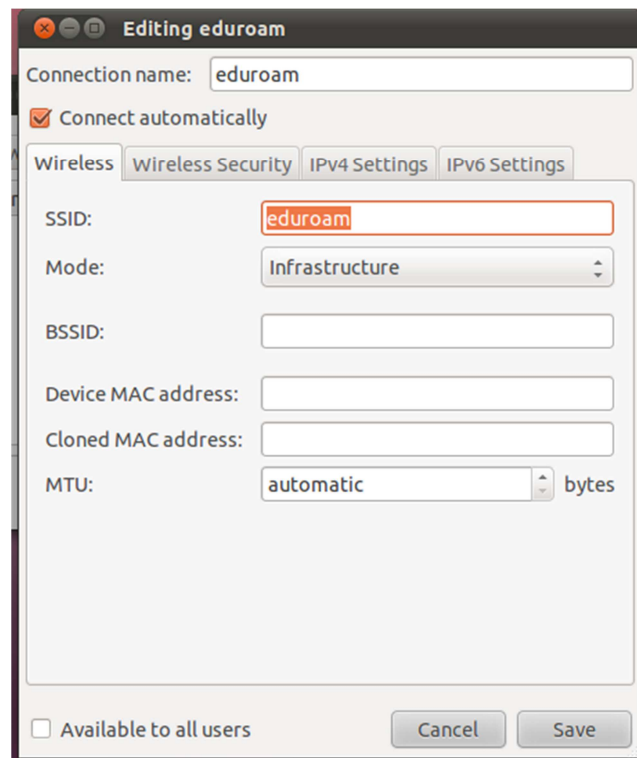 Editing eduroam
Connection name: eduroam
Connect automatically
Wireless Wireless Security IPv4 Settings IPv6 Settings
SSID: eduroam
Mode: Infrastructure
BSSID:
Device MAC address:
Cloned MAC address:
MTU: automatic bytes
Available to all users Cancel Save